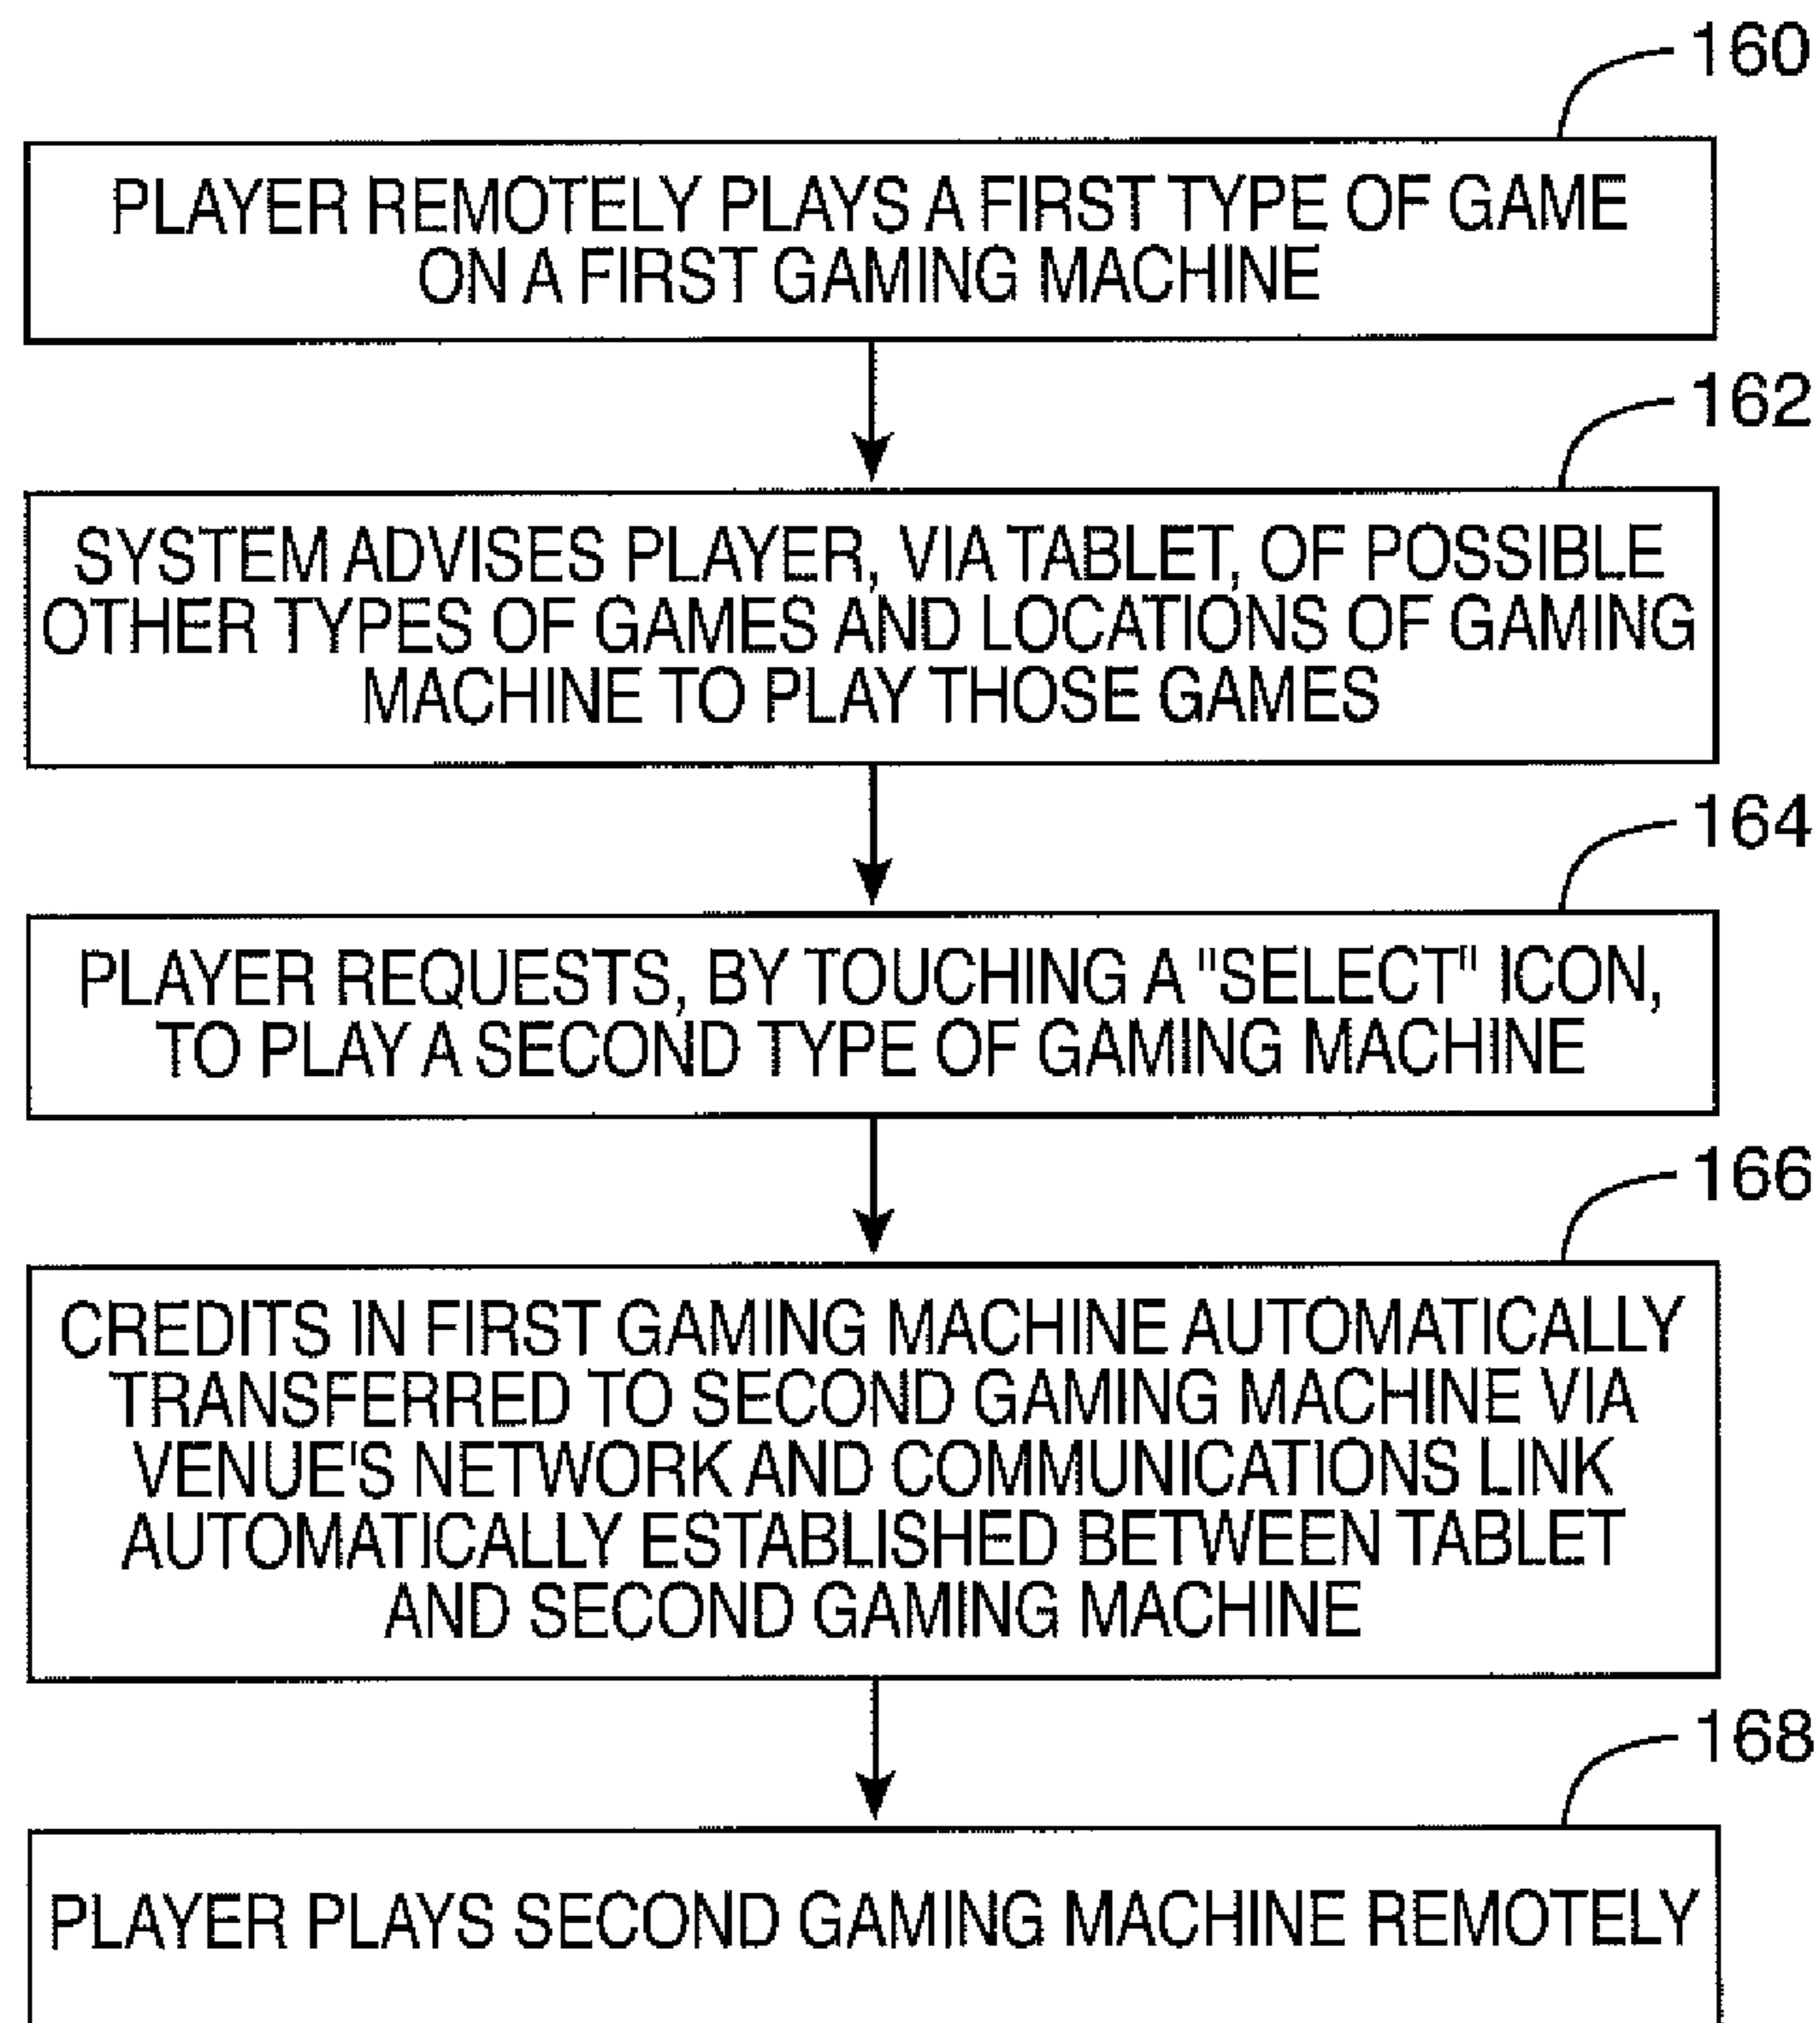 160
PLAYER REMOTELY PLAYS A FIRST TYPE OF GAME
ON A FIRST GAMING MACHINE
162
SYSTEM ADVISES PLAYER, VIA TABLET, OF POSSIBLE
OTHER TYPES OF GAMES AND LOCATIONS OF GAMING
MACHINE TO PLAY THOSE GAMES
164
PLAYER REQUESTS, BY TOUCHING A "SELECT" ICON,
TO PLAY A SECOND TYPE OF GAMING MACHINE
166
CREDITS IN FIRST GAMING MACHINE AUTOMATICALLY
TRANSFERRED TO SECOND GAMING MACHINE VIA
VENUE'S NETWORK AND COMMUNICATIONS LINK
AUTOMATICALLY ESTABLISHED BETWEEN TABLET
AND SECOND GAMING MACHINE
168
PLAYER PLAYS SECOND GAMING MACHINE REMOTELY